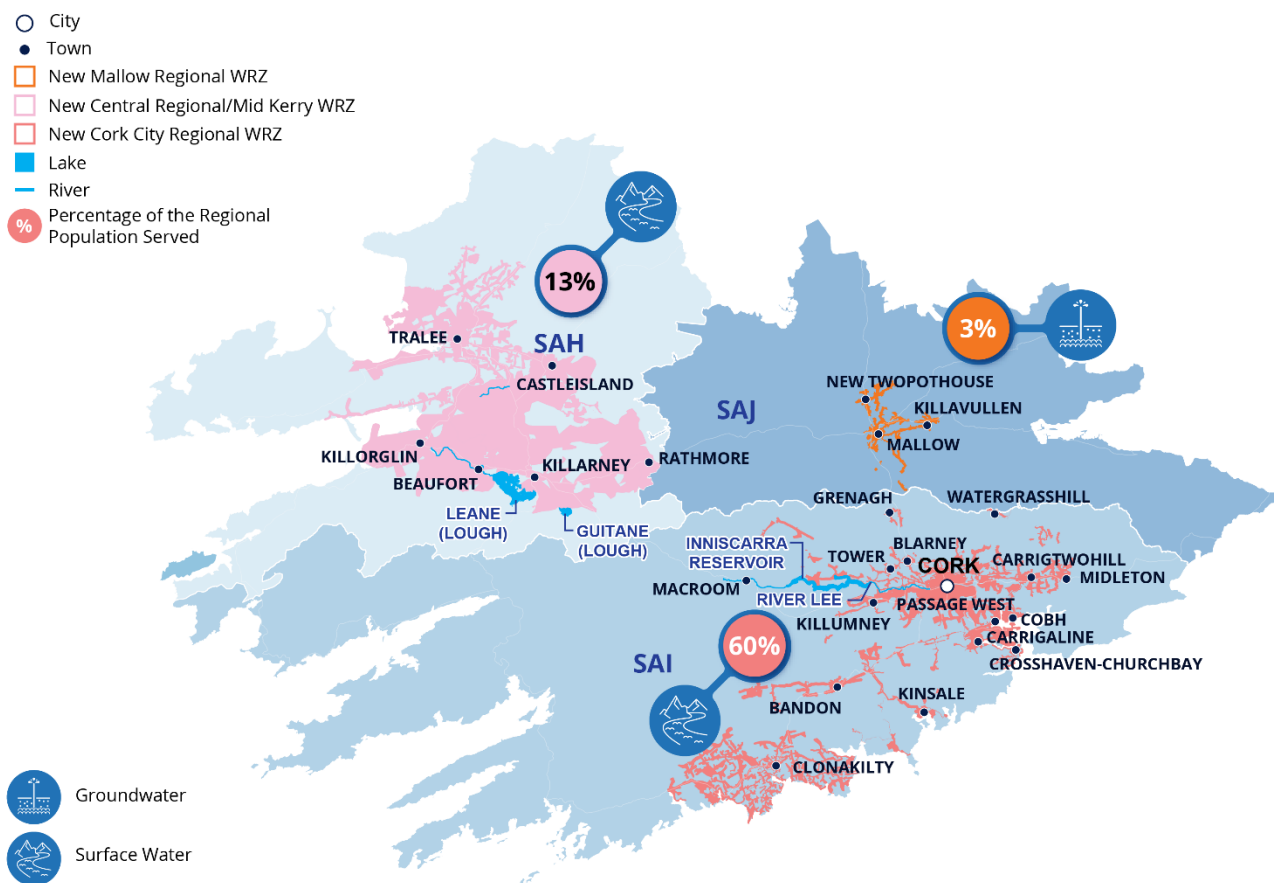 City
Town
New Mallow Regional WRZ
New Central Regional/Mid Kerry WRZ
New Cork City Regional WRZ
Lake
River
%
Percentage of the Regional
Population Served
13%
3%
TRALEE
SAH
CASTLEISLAND
SAJ
NEW TWOPOTHOUSE
KILLAVULLEN
MALLOW
KILLORGLIN
BEAUFORT
KILLARNEY
RATHMORE
LEANE
(LOUGH)
GUITANE
(LOUGH)
GRENAGH
WATERGRASSHILL
INNISCARRA
RESERVOIR
TOWER
BLARNEY
CORK
CARRIGTWOHILL
MIDLETON
MACROOM
RIVER LEE
KILLUMNEY
PASSAGE WEST
COBH
CARRIGALINE
CROSSHAVEN-CHURCHBAY
60%
SAI
BANDON
KINSALE
CLONAKILTY
Groundwater
Surface Water